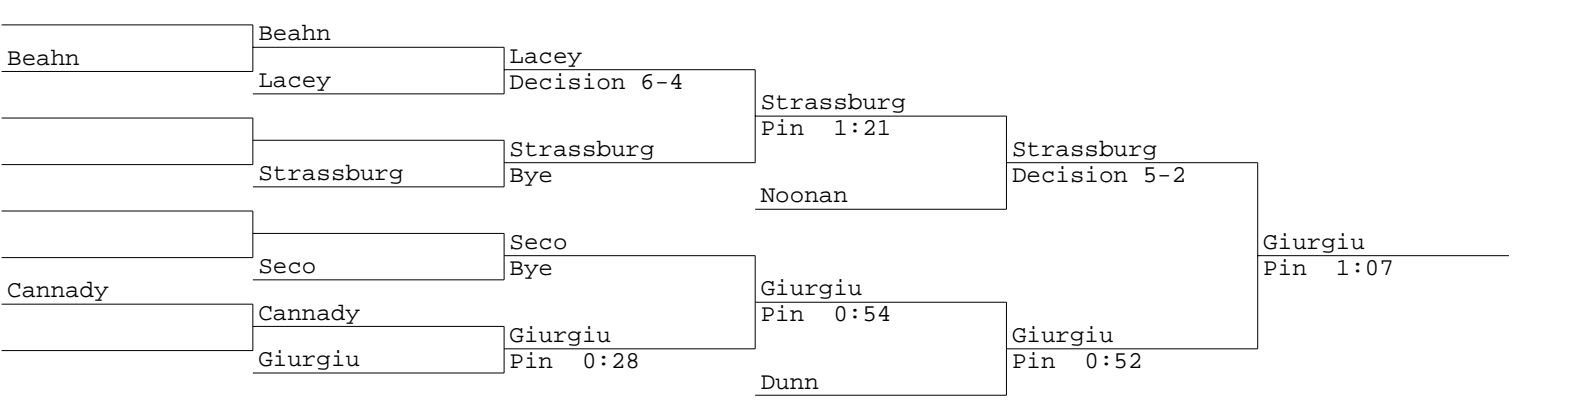 Beahn
Cannady
Beahn
Lacey
Strassburg
Seco
Cannady
Giurgiu
Lacey
Decision 6-4
Strassburg
Bye
Seco
Bye
Giurgiu
Pin 0:28
Strassburg
Pin 1:21
Noonan
Giurgiu
Pin 0:54
Dunn
Strassburg
Decision 5-2
Giurgiu
Pin 0:52
Giurgiu
Pin 1:07